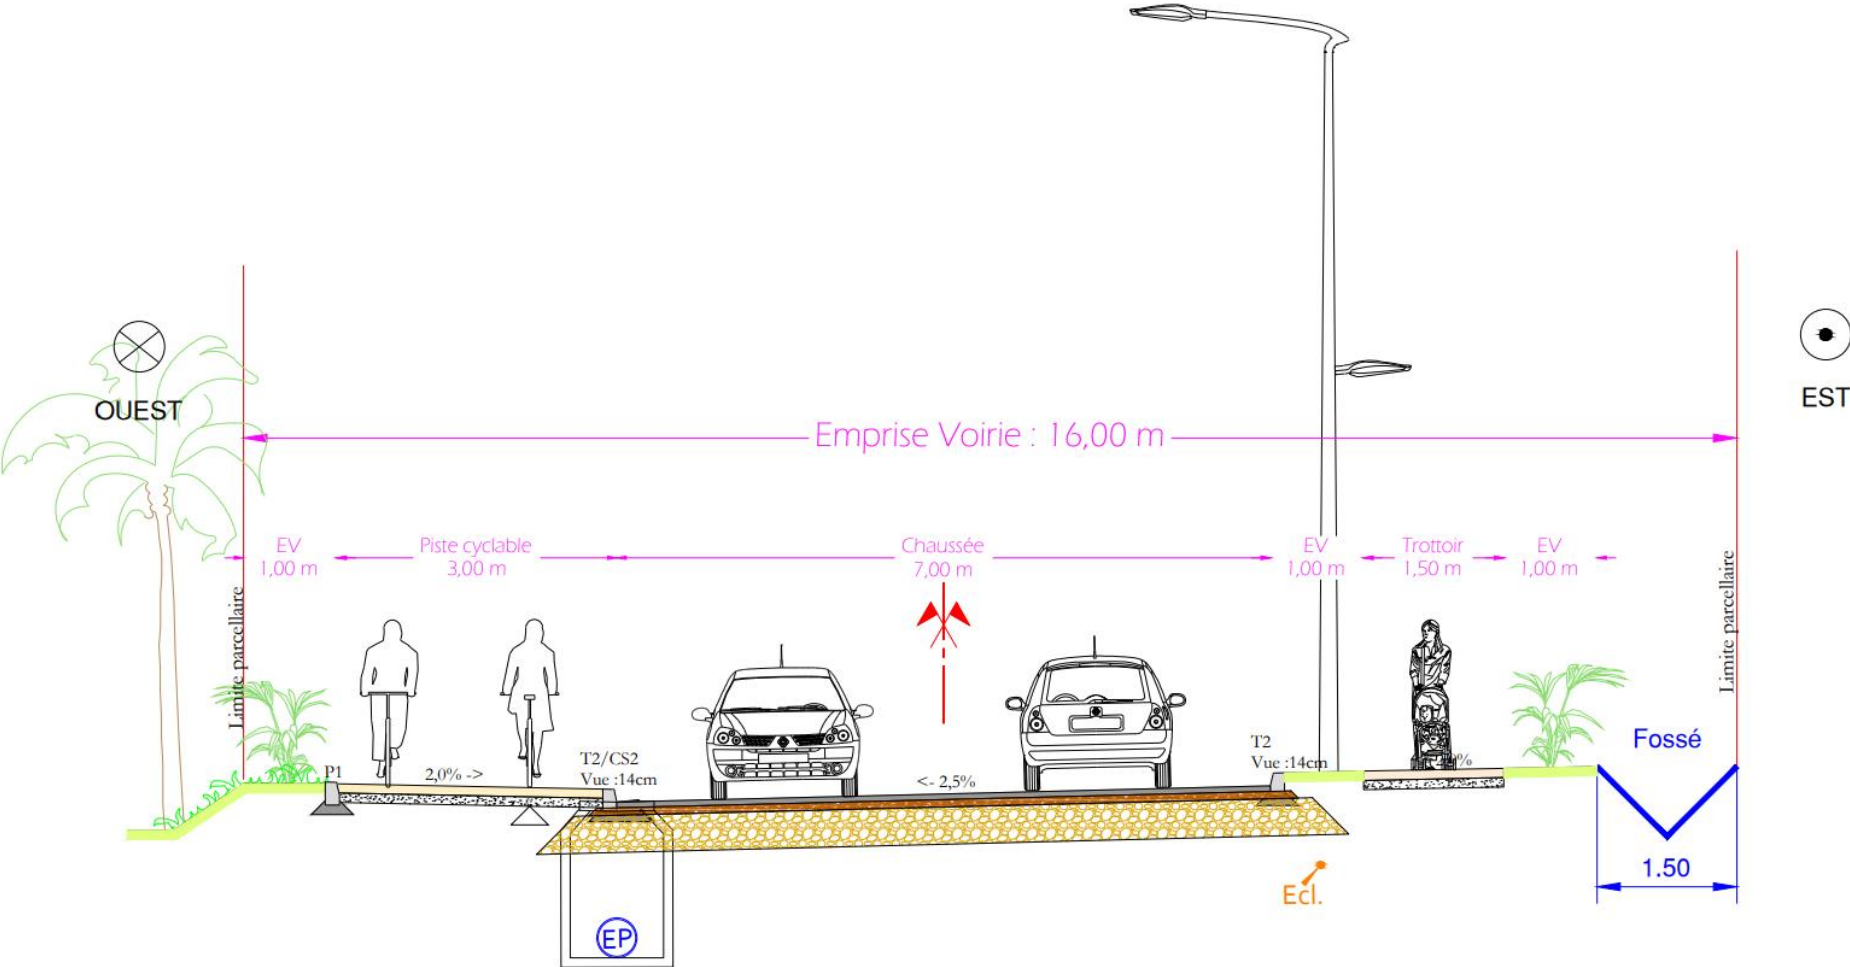 OUEST
EST
Emprise Voirie : 16,00 m
EV
1,00 m
Piste cyclable
3,00 m
Chaussée
7,00 m
EV
1,00 m
Trottoir
1,50 m
EV
1,00 m
Limite parcellaire
Limite parcellaire
P1
2,0% ->
T2/CS2
Vue :14cm
<- 2,5%
T2
Vue :14cm
Fossé
1.50
Ecl.
EP